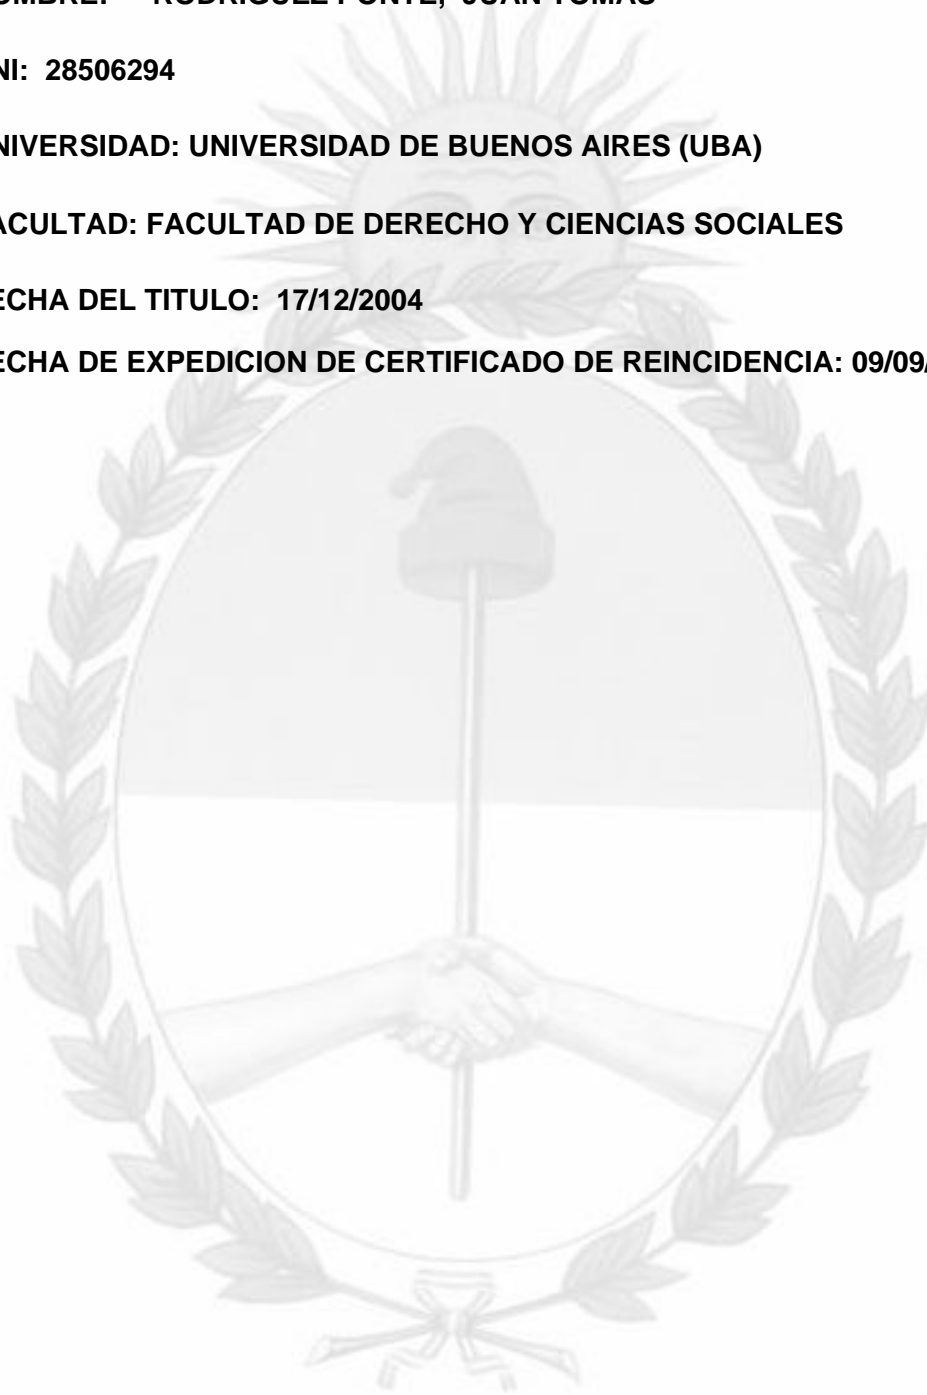 OMBRE: RODRIGUEZ PONTE, JUAN TOMAS
NI: 28506294
NIVERSIDAD: UNIVERSIDAD DE BUENOS AIRES (UBA)
ACULTAD: FACULTAD DE DERECHO Y CIENCIAS SOCIALES
ECHA DEL TITULO: 17/12/2004
ECHA DE EXPEDICION DE CERTIFICADO DE REINCIDENCIA: 09/09/